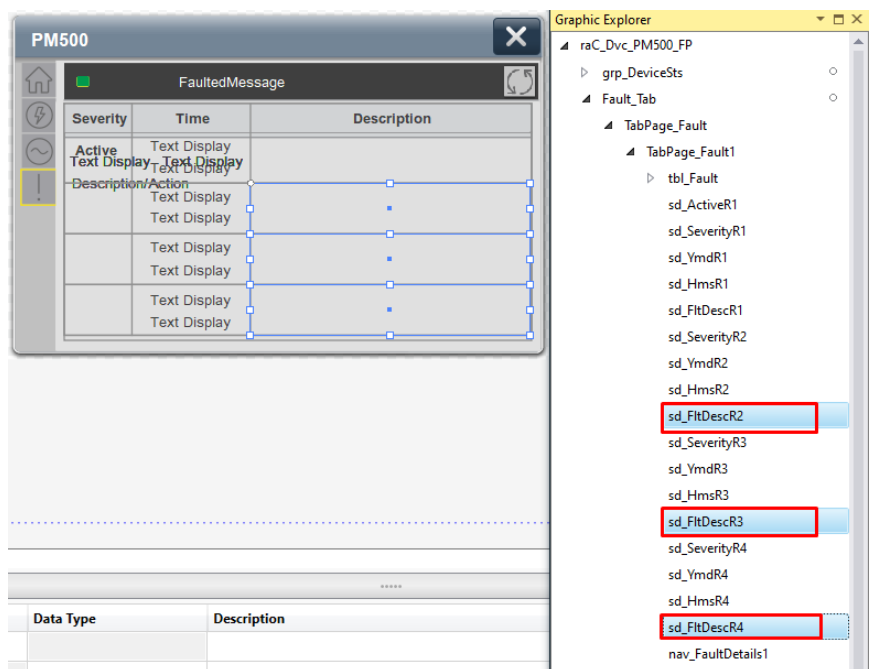 PM500
FaultedMessage
Severity Time Description
Active Text Display
Text Display Text Display
Text Display
Description/Action
Text Display
Text Display
Text Display
Text Display
Text Display
Text Display
Data Type Description
Graphic Explorer
raC_Dvc_PM500_FP
grp_DeviceSts
Fault_Tab
TabPage_Fault
TabPage_Fault1
tbl_Fault
sd_ActiveR1
sd_SeverityR1
sd_YmdR1
sd_HmsR1
sd_FltDescR1
sd_SeverityR2
sd_YmdR2
sd_HmsR2
sd_FltDescR2
sd_SeverityR3
sd_YmdR3
sd_HmsR3
sd_FltDescR3
sd_SeverityR4
sd_YmdR4
sd_HmsR4
sd_FltDescR4
nav_FaultDetails1